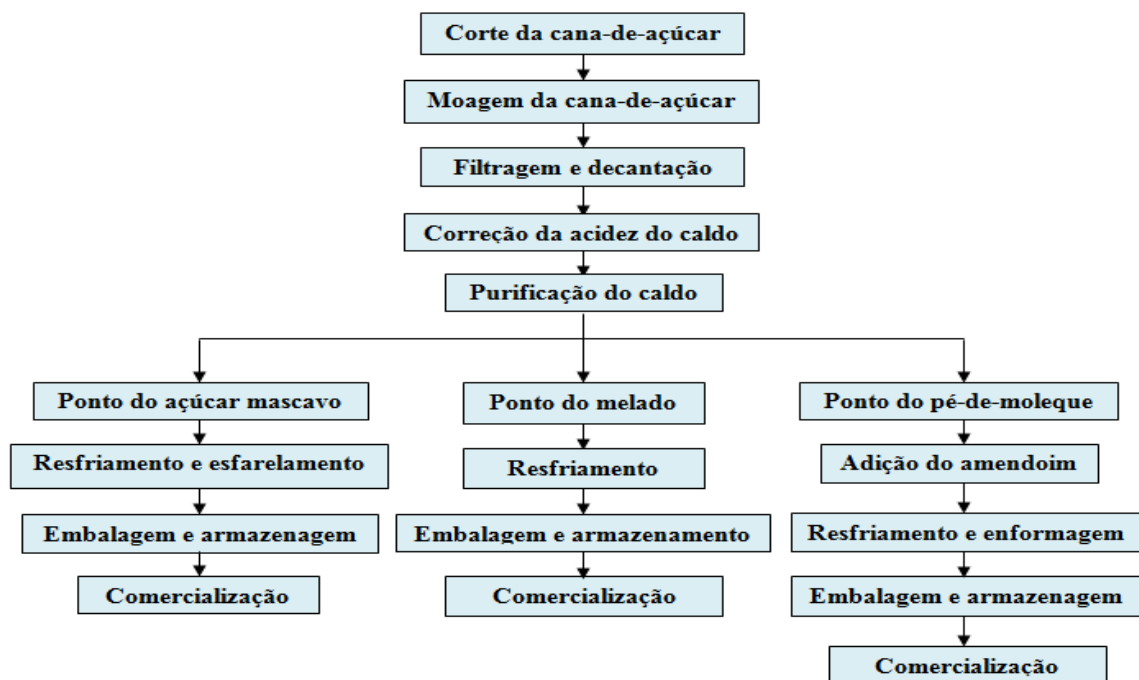 Corte da cana-de-açúcar
Moagem da cana-de-açúcar
Filtragem e decantação
Correção da acidez do caldo
Purificação do caldo
Ponto do açúcar mascavo
Resfriamento e esfarelamento
Embalagem e armazenagem
Comercialização
Ponto do melado
Resfriamento
Embalagem e armazenamento
Comercialização
Ponto do pé-de-moleque
Adição do amendoim
Resfriamento e enformagem
Embalagem e armazenagem
Comercialização